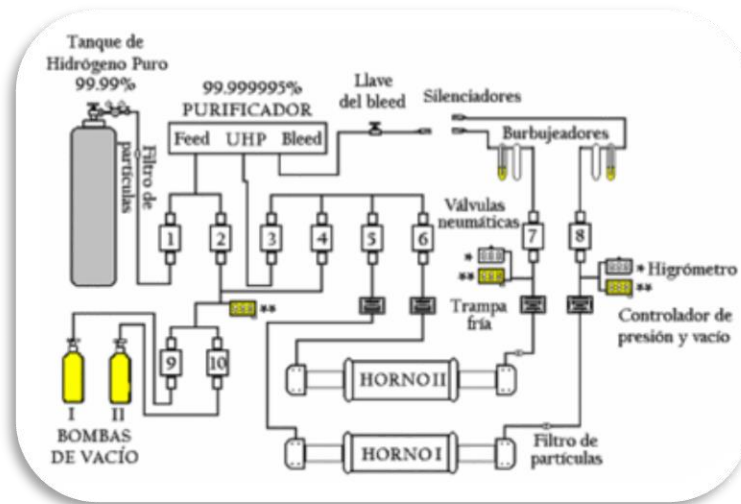 Tanque de
Hidrógeno Puro
99.99%
99.999995%
PURIFICADOR
Feed UHP Bleed
Llave
del bleed
Silenciadores
Burbujeadores
Filtro de
partículas
Válvulas
neumáticas
1
2
3
4
5
6
7
8
*
**
* Higrómetro
**
**
Trampa
fría
Controlador de
presión y vacío
9
10
HORNO II
I
II
BOMBAS
DE VACÍO
HORNO I
Filtro de
partículas